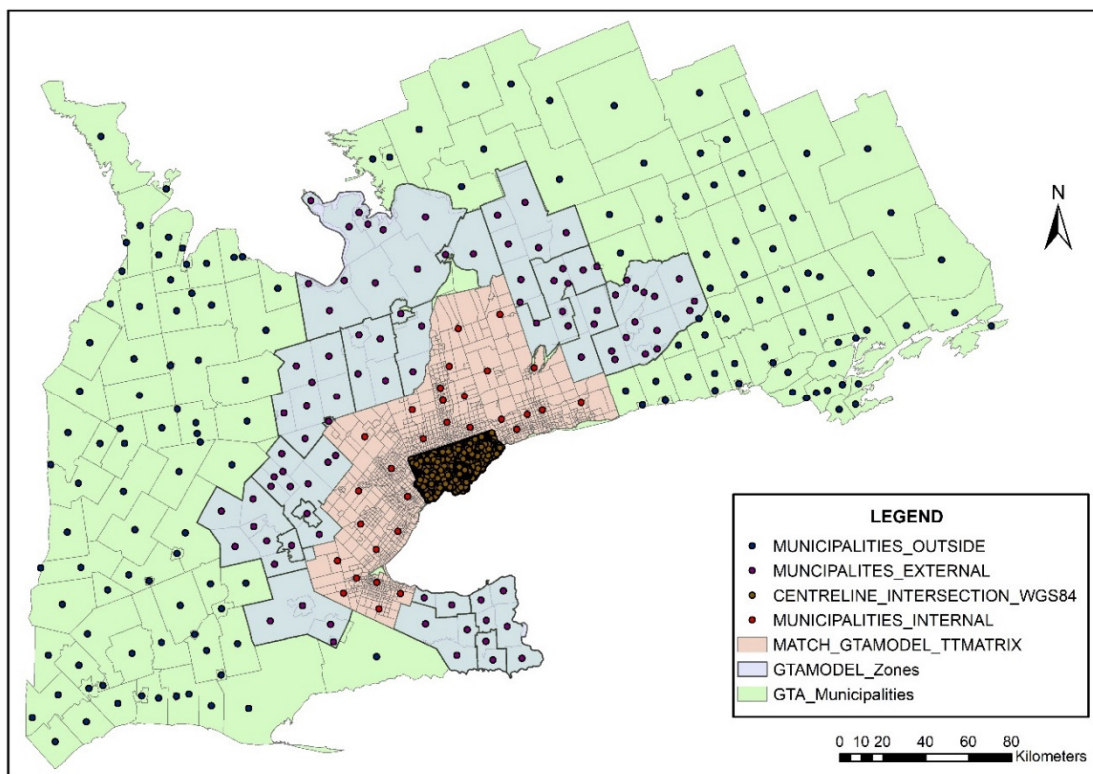 N
LEGEND
MUNICIPALITIES_OUTSIDE
MUNCIPALITES_EXTERNAL
CENTRELINE_INTERSECTION_WGS84
MUNICIPALITIES_INTERNAL
MATCH_GTAMODEL_TTMATRIX
GTAMODEL_Zones
GTA_Municipalities
0 10 20 40 60 80
Kilometers